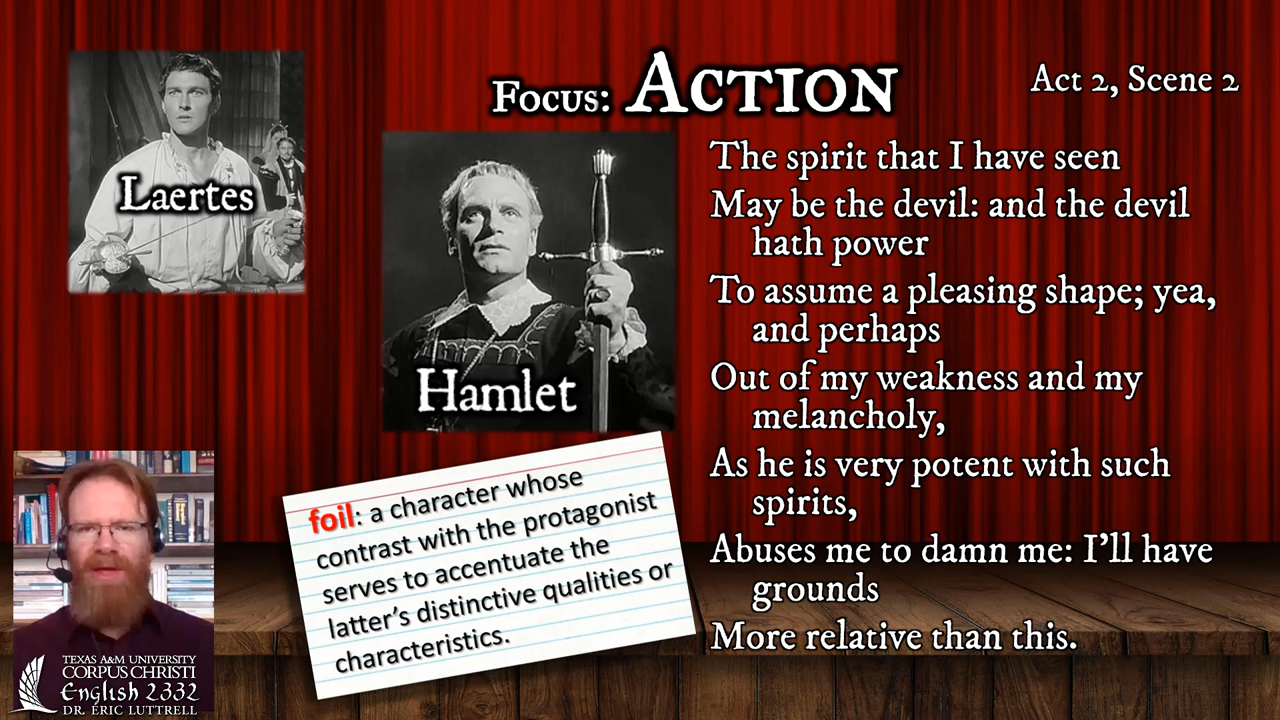 Focus: Action
Act 2, Scene 2
Laertes
Hamlet
The spirit that I have seen
May be the devil: and the devil
hath power
To assume a pleasing shape; yea,
and perhaps
Out of my weakness and my
melancholy,
As he is very potent with such
spirits,
Abuses me to damn me: I'll have
grounds
More relative than this.
foil: a character whose
contrast with the protagonist
serves to accentuate the
latter's distinctive qualities or
characteristics.
TEXAS A&M UNIVERSITY
CORPUS CHRISTI
English 2332
DR. ERIC LUTTRELL